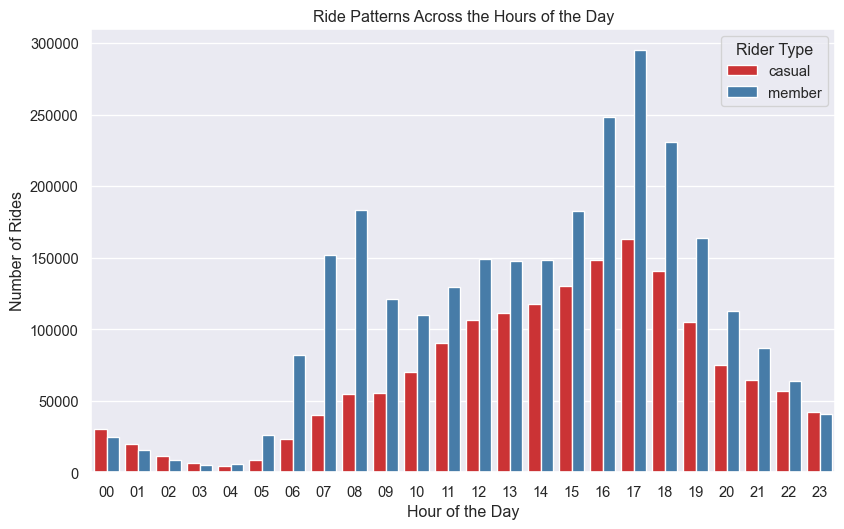 Ride Patterns Across the Hours of the Day
Rider Type
casual
member
Number of Rides
300000
250000
200000
150000
100000
50000
0
00 01 02 03 04 05 06 07 08 09 10 11 12 13 14 15 16 17 18 19 20 21 22 23
Hour of the Day